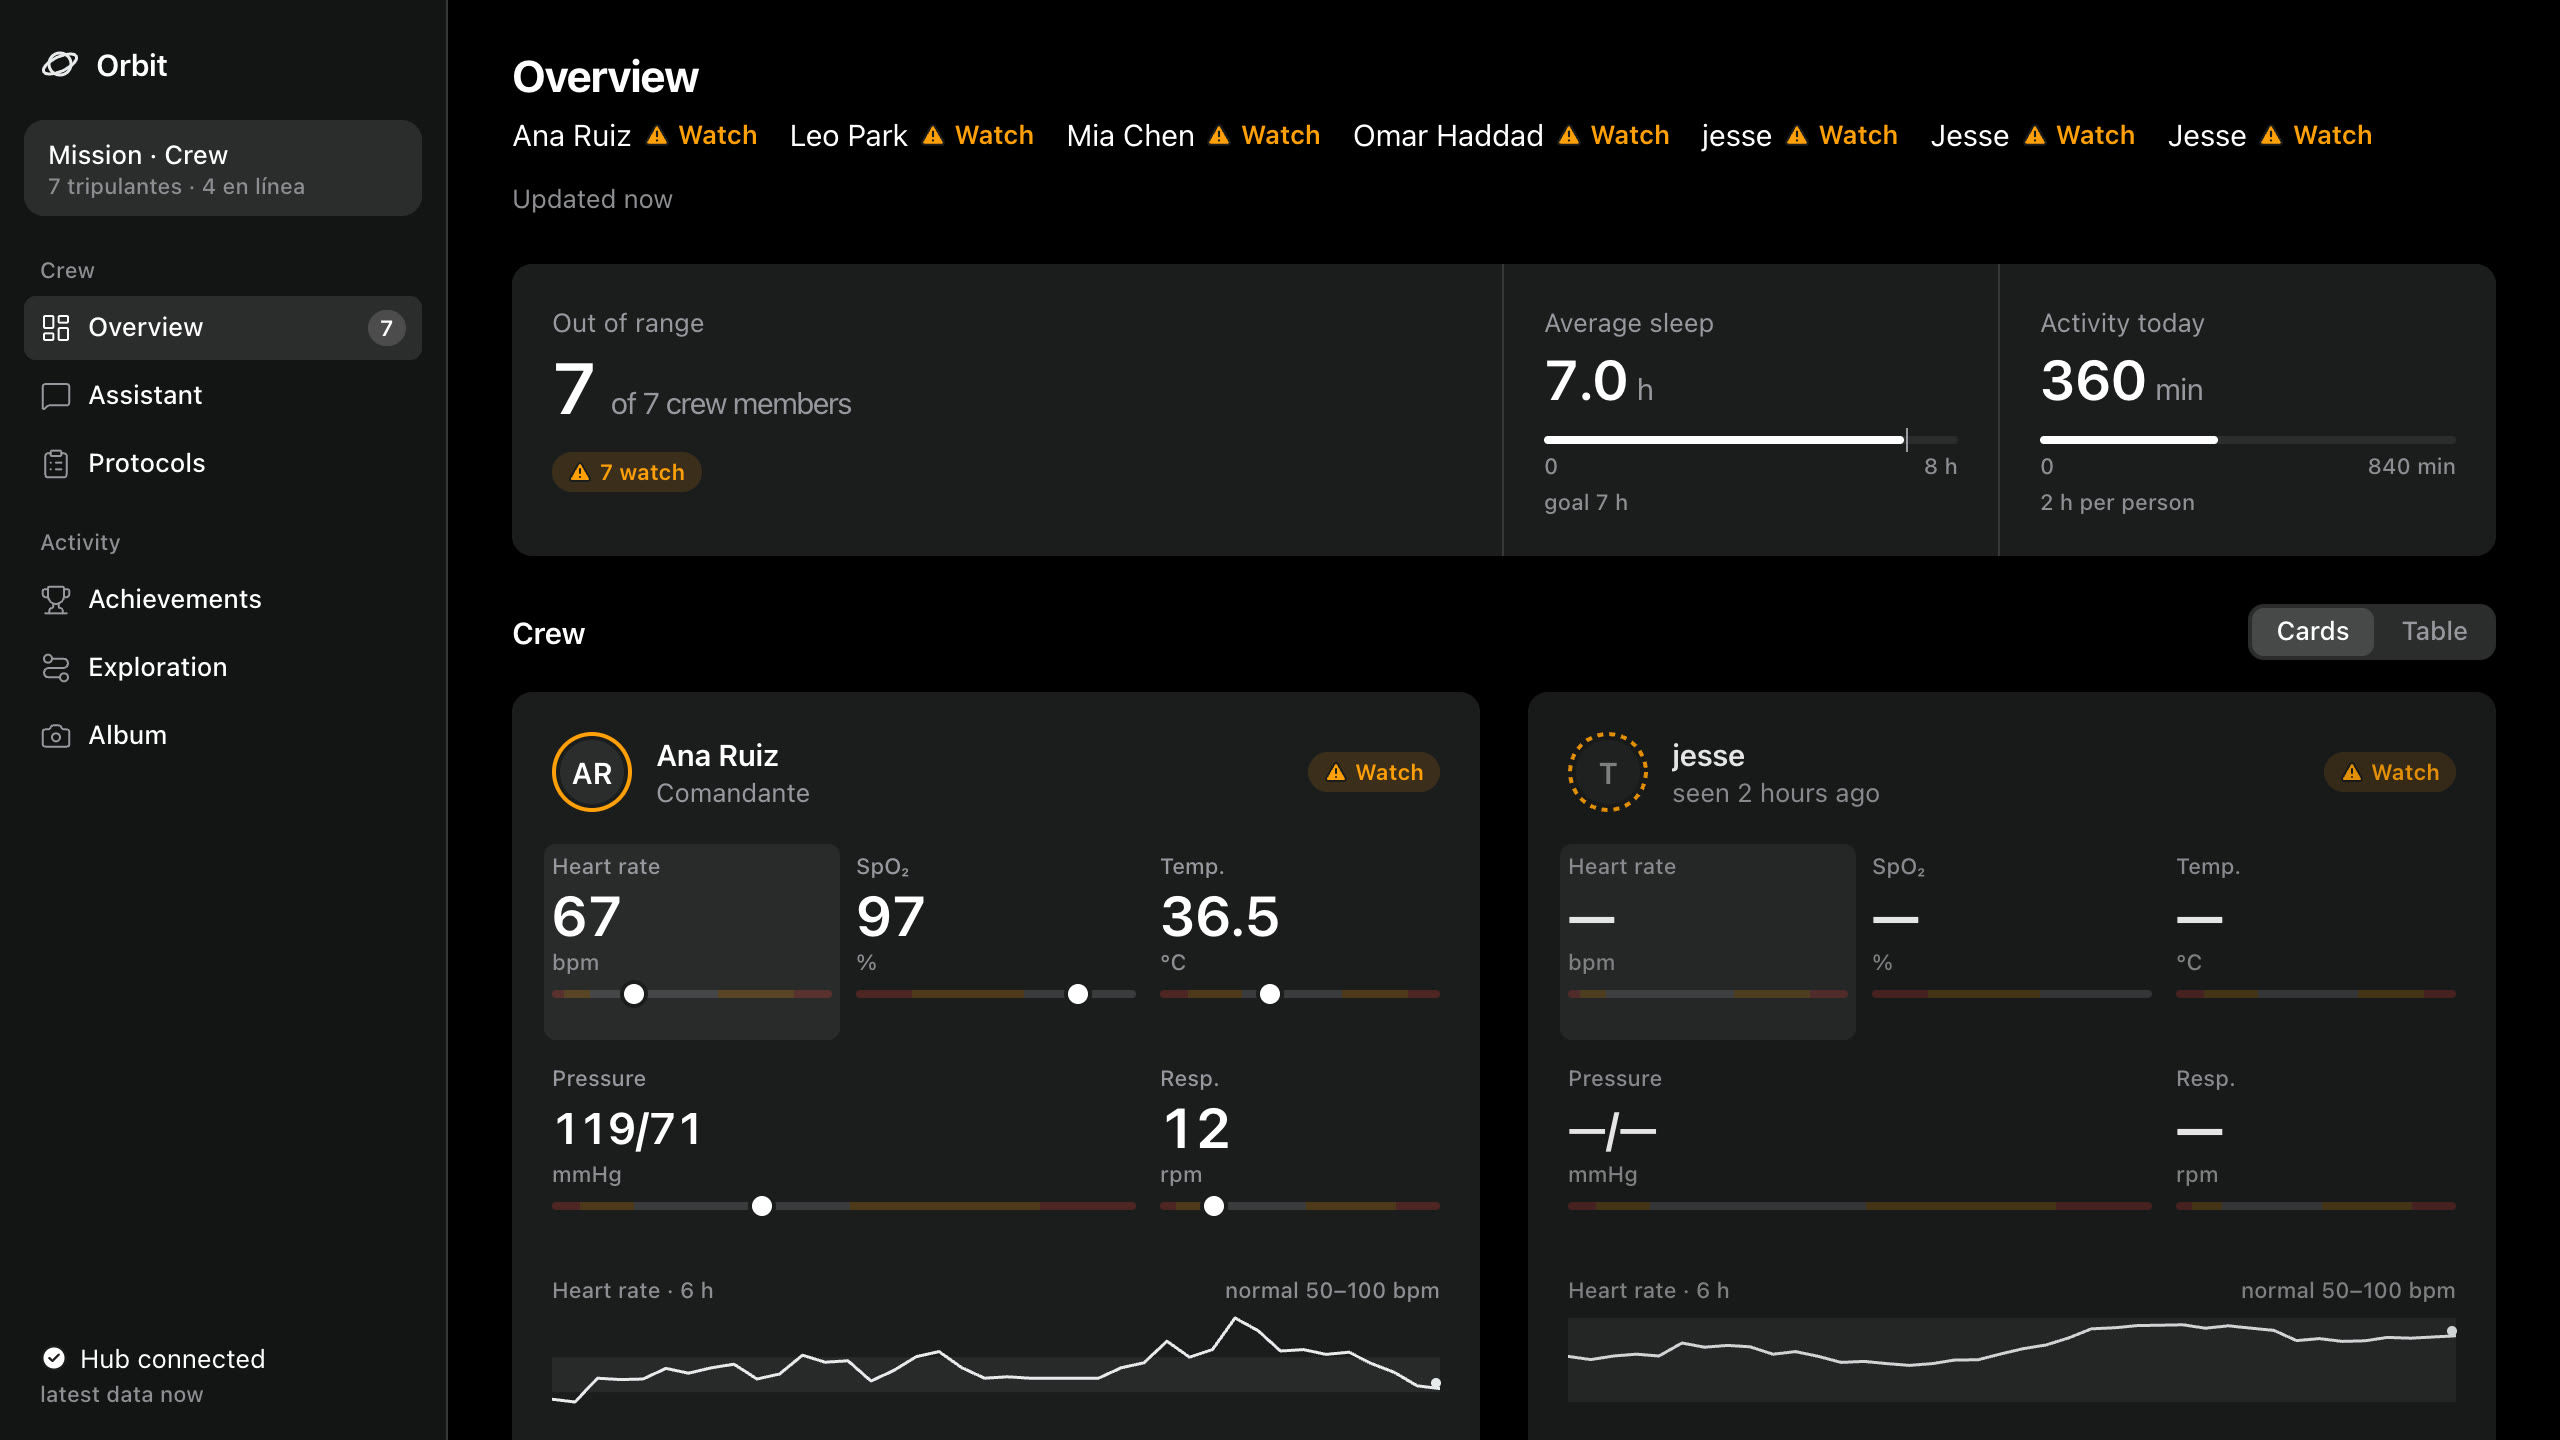 Orbit
Mission · Crew
7 tripulantes · 4 en línea
Crew
Overview 7
Assistant
Protocols
Activity
Achievements
Exploration
Album
Hub connected
latest data now
Overview
Ana Ruiz Watch Leo Park Watch Mia Chen Watch Omar Haddad Watch jesse Watch Jesse Watch Jesse Watch
Updated now
Out of range
7 of 7 crew members
7 watch
Average sleep
7.0 h
0 8 h
goal 7 h
Activity today
360 min
0 840 min
2 h per person
Crew
Cards Table
AR
Ana Ruiz
Comandante
Watch
Heart rate SpO₂ Temp.
67 97 36.5
bpm % °C
Pressure Resp.
119/71 12
mmHg rpm
Heart rate · 6 h normal 50–100 bpm
T
jesse
seen 2 hours ago
Watch
Heart rate SpO₂ Temp.
— — —
bpm % °C
Pressure Resp.
—/— —
mmHg rpm
Heart rate · 6 h normal 50–100 bpm